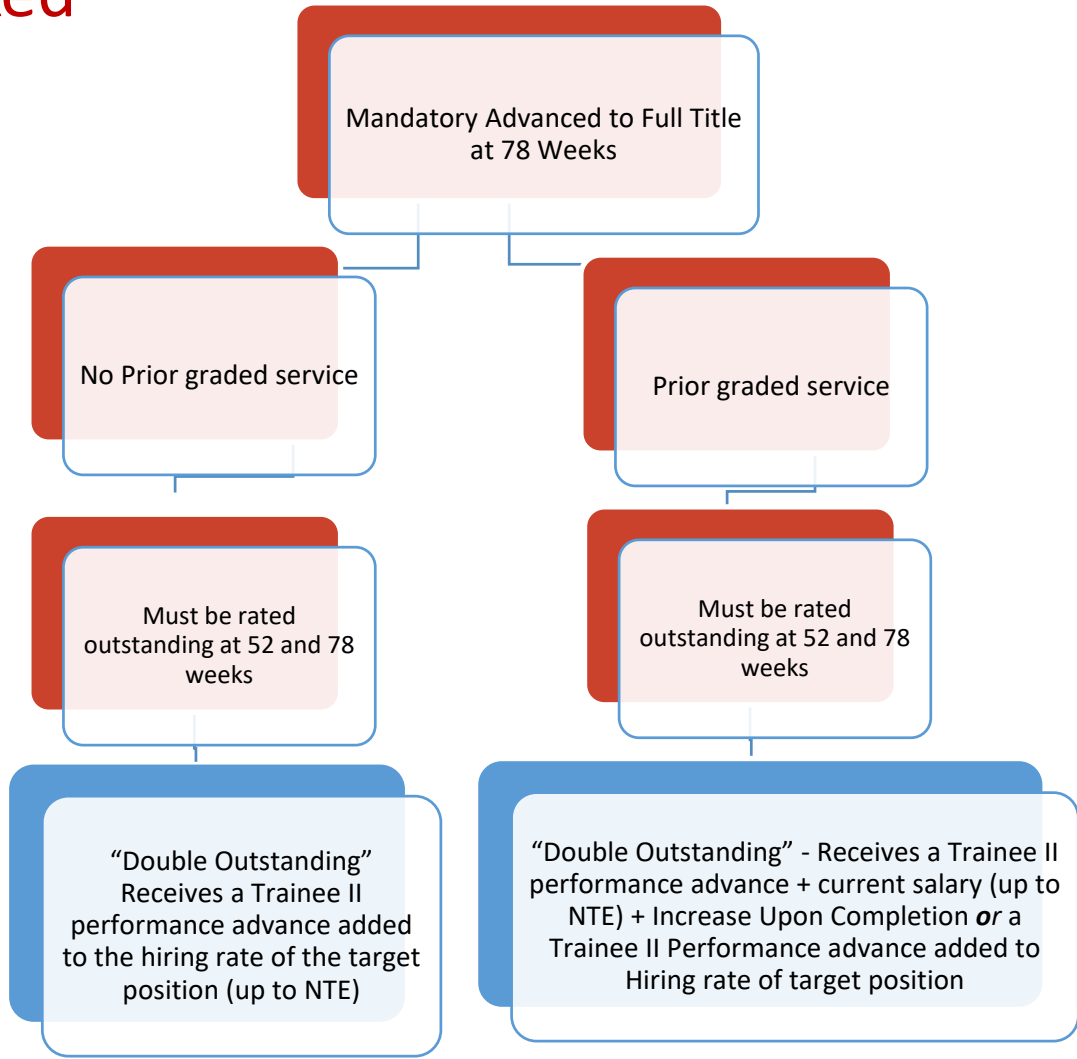 Mandatory Advanced to Full Title
at 78 Weeks
No Prior graded service
Prior graded service
Must be rated
outstanding at 52 and 78
weeks
Must be rated
outstanding at 52 and 78
weeks
“Double Outstanding”
Receives a Trainee II
performance advance added
to the hiring rate of the target
position (up to NTE)
“Double Outstanding” - Receives a Trainee II
performance advance + current salary (up to
NTE) + Increase Upon Completion or a
Trainee II Performance advance added to
Hiring rate of target position